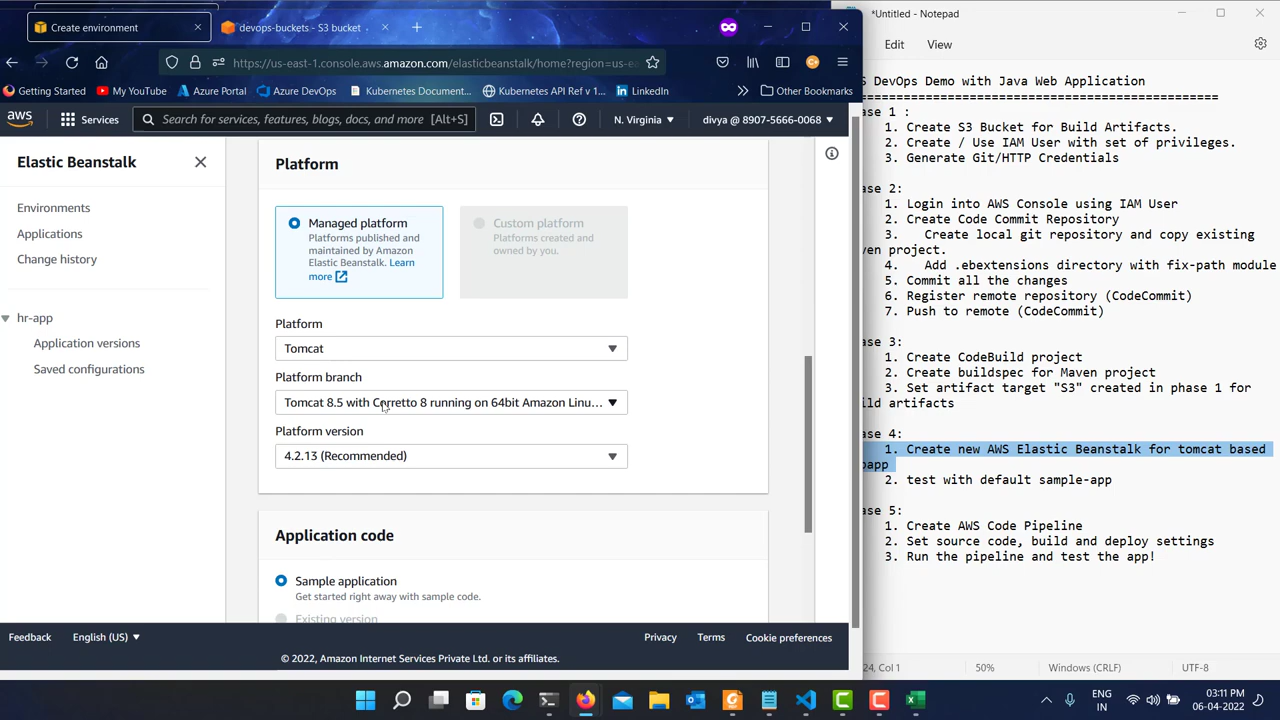 Create environment
devops-buckets - S3 bucket
https://us-east-1.console.aws.amazon.com/elasticbeanstalk/home?region=us-ea
Getting Started
My YouTube
Azure Portal
Azure DevOps
Kubernetes Document...
Kubernetes API Ref v 1...
LinkedIn
Other Bookmarks
aws
Services
Search for services, features, blogs, docs, and more [Alt+S]
N. Virginia
divya @ 8907-5666-0068
Elastic Beanstalk
Environments
Applications
Change history
hr-app
Application versions
Saved configurations
Platform
Managed platform
Platforms published and
maintained by Amazon
Elastic Beanstalk. Learn
more
Custom platform
Platforms created and
owned by you.
Platform
Tomcat
Platform branch
Tomcat 8.5 with Corretto 8 running on 64bit Amazon Linu...
Platform version
4.2.13 (Recommended)
Application code
Sample application
Get started right away with sample code.
Existing version
Feedback
English (US)
Privacy
Terms
Cookie preferences
© 2022, Amazon Internet Services Private Ltd. or its affiliates.
*Untitled - Notepad
Edit
View
S DevOps Demo with Java Web Application
==============================================
ase 1 :
1. Create S3 Bucket for Build Artifacts.
2. Create / Use IAM User with set of privileges.
3. Generate Git/HTTP Credentials
ase 2:
1. Login into AWS Console using IAM User
2. Create Code Commit Repository
3. Create local git repository and copy existing
ven project.
4. Add .ebextensions directory with fix-path module
5. Commit all the changes
6. Register remote repository (CodeCommit)
7. Push to remote (CodeCommit)
ase 3:
1. Create CodeBuild project
2. Create buildspec for Maven project
3. Set artifact target "S3" created in phase 1 for
ld artifacts
ase 4:
1. Create new AWS Elastic Beanstalk for tomcat based
papp
2. test with default sample-app
ase 5:
1. Create AWS Code Pipeline
2. Set source code, build and deploy settings
3. Run the pipeline and test the app!
24, Col 1
50%
Windows (CRLF)
UTF-8
ENG
IN
03:11 PM
06-04-2022